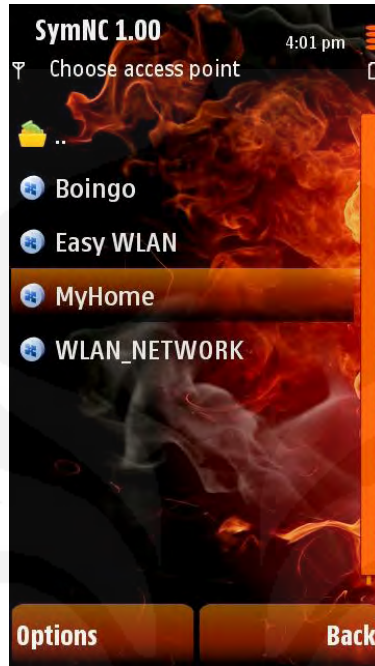 SymNC 1.00
4:01 pm
Choose access point
..
Boingo
Easy WLAN
MyHome
WLAN_NETWORK
Options
Back